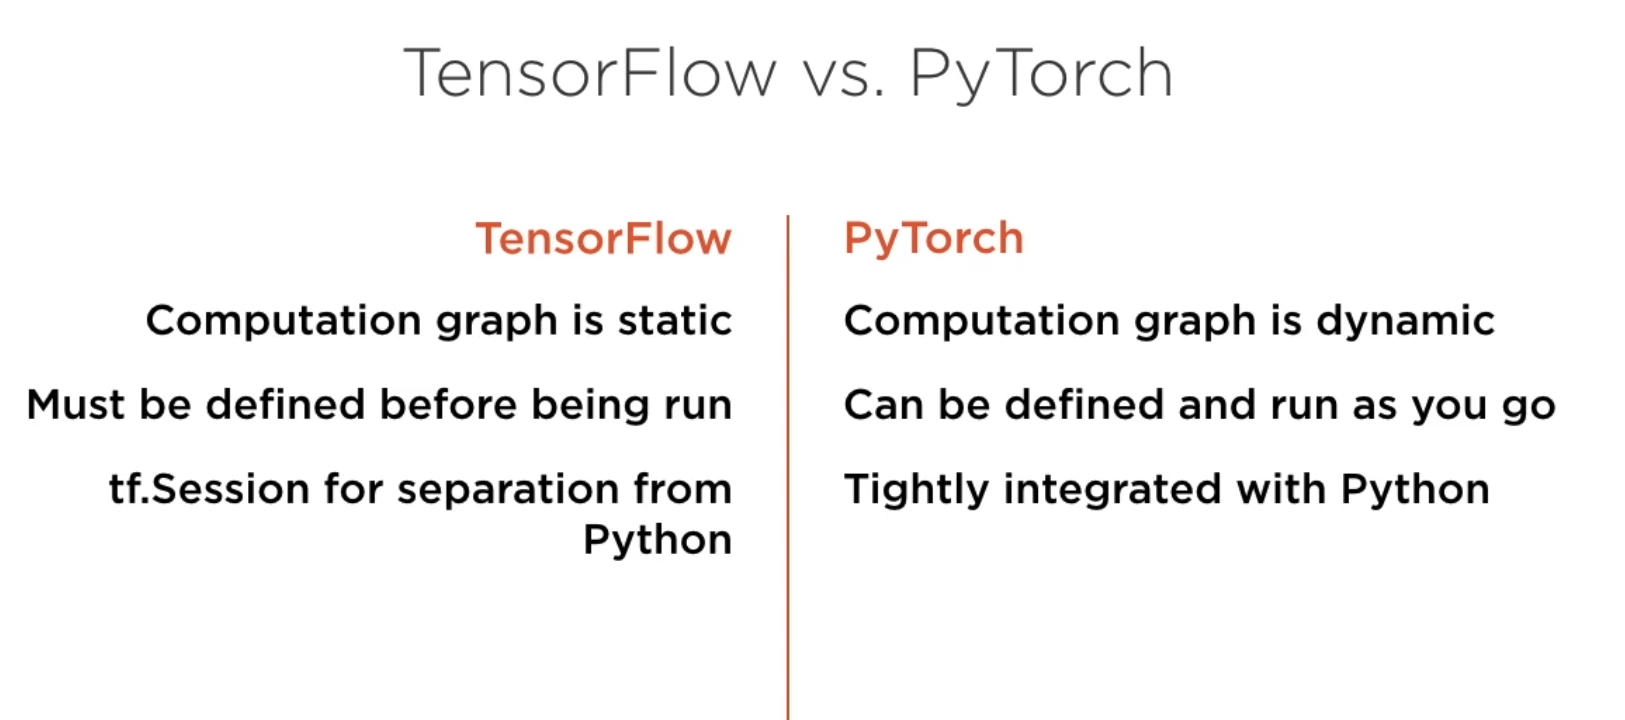 TensorFlow vs. PyTorch
TensorFlow
Computation graph is static
Must be defined before being run
tf.Session for separation from
Python
PyTorch
Computation graph is dynamic
Can be defined and run as you go
Tightly integrated with Python